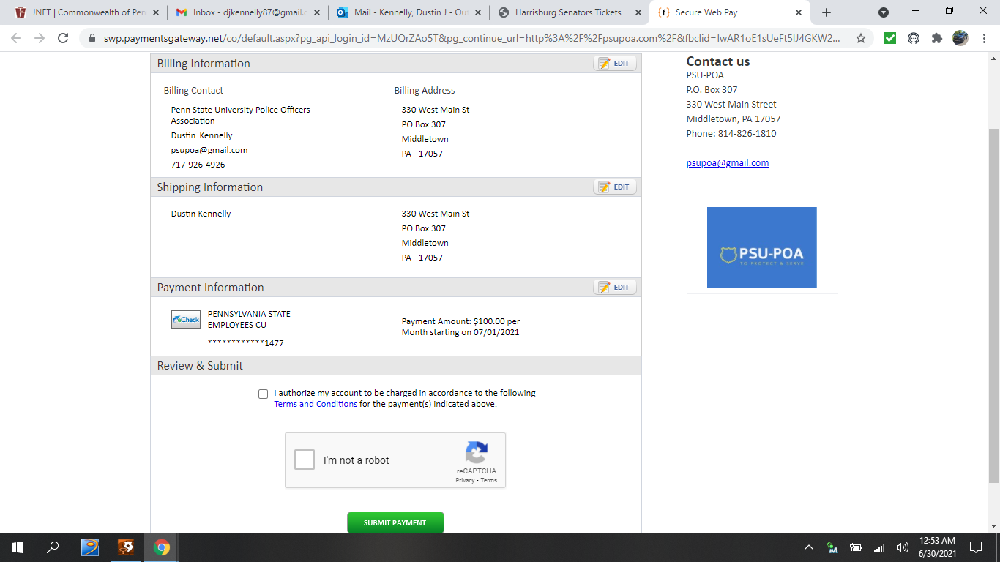 JNET | Commonwealth of Pen
Inbox - djkennelly87@gmail.c
Mail - Kennelly, Dustin J - Out
Harrisburg Senators Tickets
Secure Web Pay
swp.paymentsgateway.net/co/default.aspx?pg_api_login_id=MzUQrZAo5T&pg_continue_url=http%3A%2F%2Fpsupoa.com%2F&fbclid=IwAR1oE1sUeFt5lJ4GKW2...
Billing Information
EDIT
Billing Contact
Penn State University Police Officers
Association
Dustin Kennelly
psupoa@gmail.com
717-926-4926
Billing Address
330 West Main St
PO Box 307
Middletown
PA 17057
Shipping Information
EDIT
Dustin Kennelly
330 West Main St
PO Box 307
Middletown
PA 17057
Payment Information
EDIT
eCheck
PENNSYLVANIA STATE
EMPLOYEES CU
************1477
Payment Amount: $100.00 per
Month starting on 07/01/2021
Review & Submit
I authorize my account to be charged in accordance to the following
Terms and Conditions for the payment(s) indicated above.
I'm not a robot
reCAPTCHA
Privacy - Terms
SUBMIT PAYMENT
Contact us
PSU-POA
P.O. Box 307
330 West Main Street
Middletown, PA 17057
Phone: 814-826-1810
psupoa@gmail.com
PSU-POA
TO PROTECT & SERVE
12:53 AM
6/30/2021